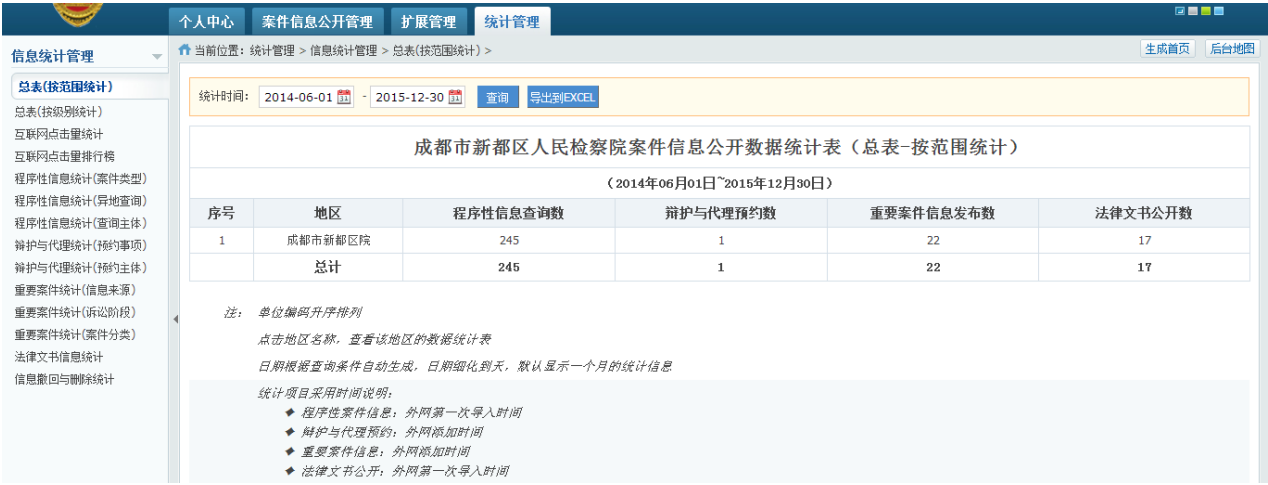 个人中心 案件信息公开管理 扩展管理 统计管理
信息统计管理
当前位置：统计管理 > 信息统计管理 > 总表(按范围统计) >
生成首页 后台地图
总表(按范围统计)
总表(按级别统计)
互联网点击量统计
互联网点击量排行榜
程序性信息统计(案件类型)
程序性信息统计(异地查询)
程序性信息统计(查询主体)
辩护与代理统计(预约事项)
辩护与代理统计(预约主体)
重要案件统计(信息来源)
重要案件统计(诉讼阶段)
重要案件统计(案件分类)
法律文书信息统计
信息撤回与删除统计
统计时间： 2014-06-01 - 2015-12-30 查询 导出到EXCEL
成都市新都区人民检察院案件信息公开数据统计表（总表-按范围统计）
（2014年06月01日~2015年12月30日）
序号 地区 程序性信息查询数 辩护与代理预约数 重要案件信息发布数 法律文书公开数
1 成都市新都区院 245 1 22 17
总计 245 1 22 17
注： 单位编码升序排列
点击地区名称，查看该地区的数据统计表
日期根据查询条件自动生成，日期细化到天，默认显示一个月的统计信息
统计项目采用时间说明：
◆ 程序性案件信息：外网第一次导入时间
◆ 辩护与代理预约：外网添加时间
◆ 重要案件信息：外网添加时间
◆ 法律文书公开：外网第一次导入时间